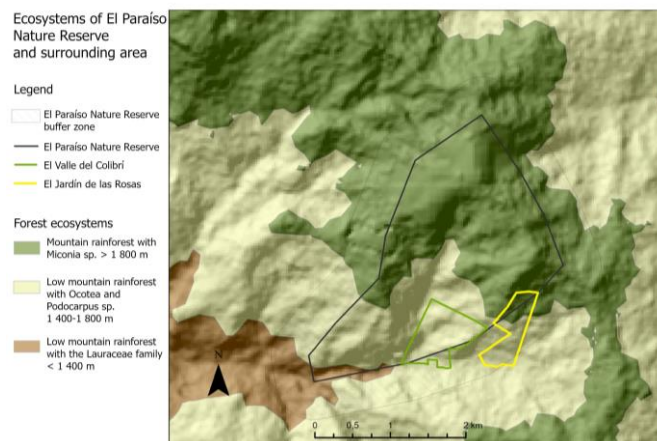 Ecosystems of El Paraíso
Nature Reserve
and surrounding area
Legend
El Paraíso Nature Reserve
buffer zone
El Paraíso Nature Reserve
El Valle del Colibrí
El Jardín de las Rosas
Forest ecosystems
Mountain rainforest with
Miconia sp. > 1 800 m
Low mountain rainforest
with Ocotea and
Podocarpus sp.
1 400-1 800 m
Low mountain rainforest
with the Lauraceae family
< 1 400 m
N
0 0.5 1 2 km